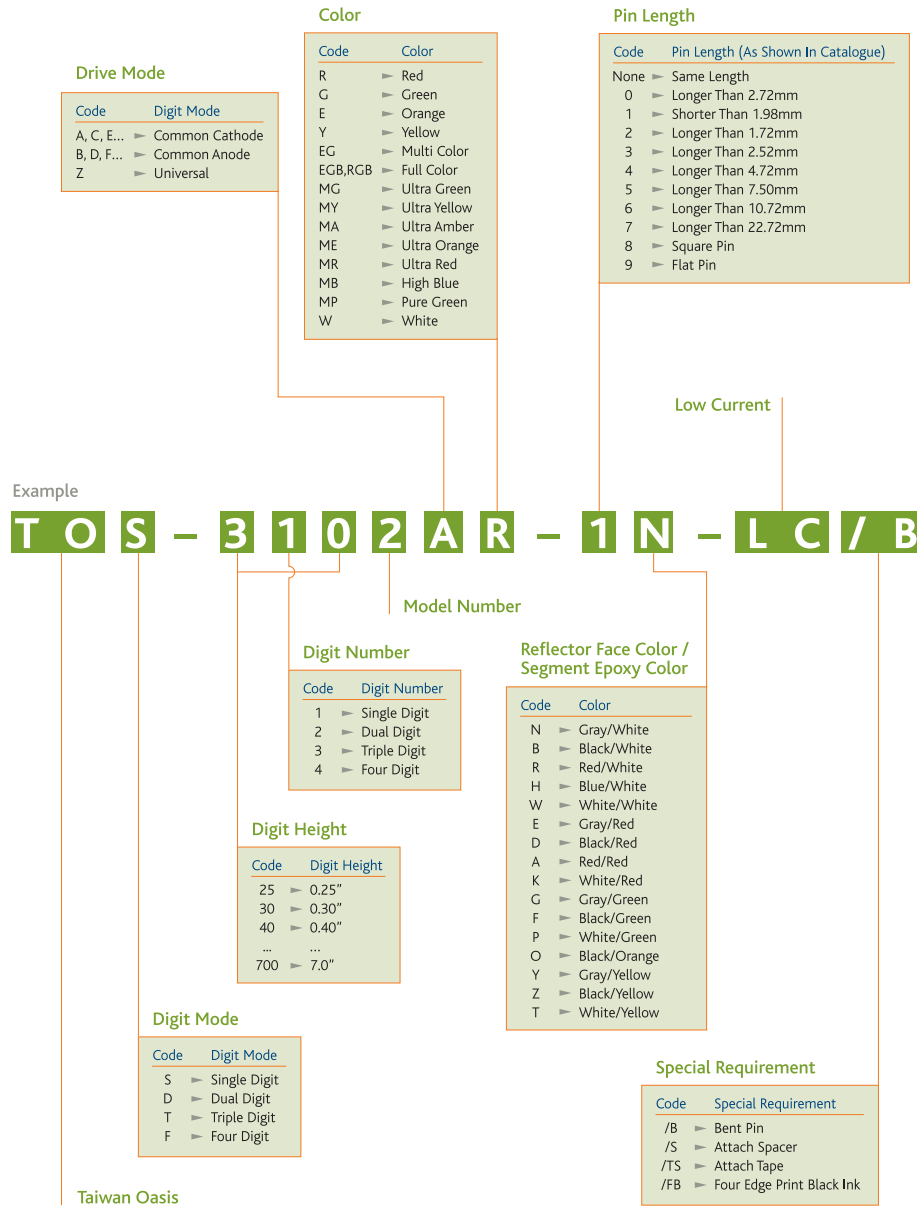 Color
Code Color
R ► Red
G ► Green
E ► Orange
Y ► Yellow
EG ► Multi Color
EGB,RGB ► Full Color
MG ► Ultra Green
MY ► Ultra Yellow
MA ► Ultra Amber
ME ► Ultra Orange
MR ► Ultra Red
MB ► High Blue
MP ► Pure Green
W ► White
Pin Length
Code Pin Length (As Shown In Catalogue)
None ► Same Length
0 ► Longer Than 2.72mm
1 ► Shorter Than 1.98mm
2 ► Longer Than 1.72mm
3 ► Longer Than 2.52mm
4 ► Longer Than 4.72mm
5 ► Longer Than 7.50mm
6 ► Longer Than 10.72mm
7 ► Longer Than 22.72mm
8 ► Square Pin
9 ► Flat Pin
Drive Mode
Code Digit Mode
A, C, E... ► Common Cathode
B, D, F... ► Common Anode
Z ► Universal
Low Current
Example
T O S – 3 1 0 2 A R – 1 N – L C / B
Model Number
Digit Number
Code Digit Number
1 ► Single Digit
2 ► Dual Digit
3 ► Triple Digit
4 ► Four Digit
Reflector Face Color /
Segment Epoxy Color
Code Color
N ► Gray/White
B ► Black/White
R ► Red/White
H ► Blue/White
W ► White/White
E ► Gray/Red
D ► Black/Red
A ► Red/Red
K ► White/Red
G ► Gray/Green
F ► Black/Green
P ► White/Green
O ► Black/Orange
Y ► Gray/Yellow
Z ► Black/Yellow
T ► White/Yellow
Digit Height
Code Digit Height
25 ► 0.25”
30 ► 0.30”
40 ► 0.40”
... ...
700 ► 7.0”
Digit Mode
Code Digit Mode
S ► Single Digit
D ► Dual Digit
T ► Triple Digit
F ► Four Digit
Special Requirement
Code Special Requirement
/B ► Bent Pin
/S ► Attach Spacer
/TS ► Attach Tape
/FB ► Four Edge Print Black Ink
Taiwan Oasis